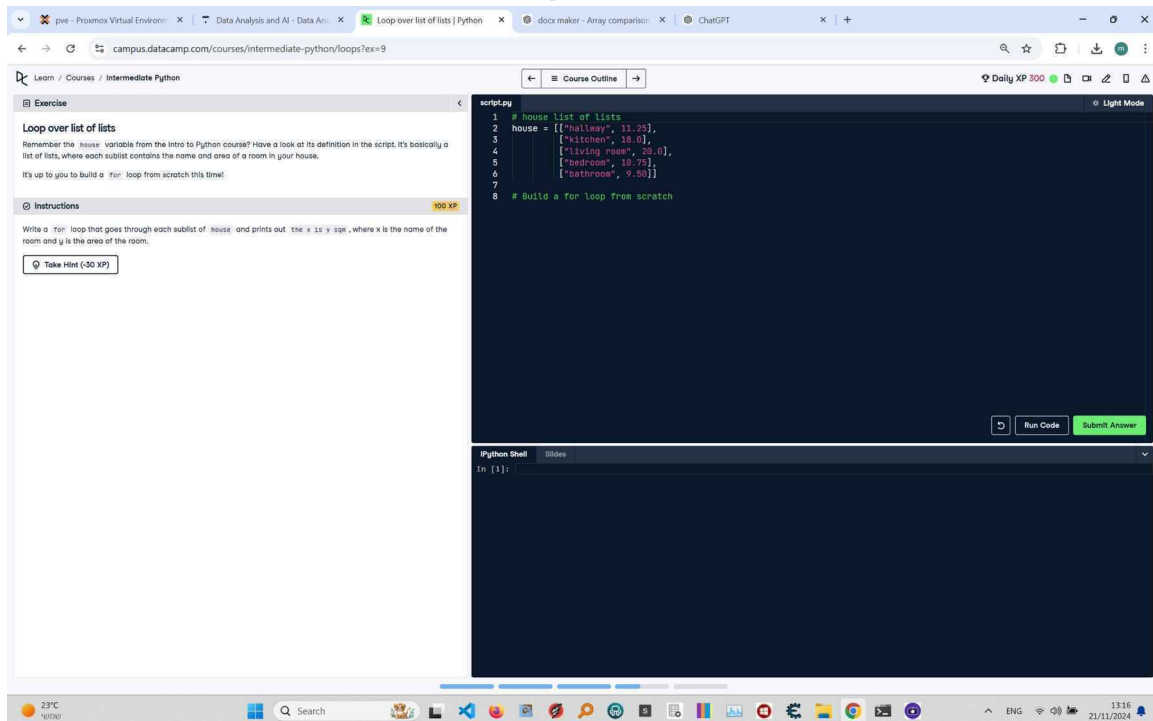 pve - Proxmox Virtual Environm
Data Analysis and AI - Data An
Loop over list of lists | Python
docx maker - Array comparison
ChatGPT
campus.datacamp.com/courses/intermediate-python/loops?ex=9
m
Learn / Courses / Intermediate Python
Course Outline
Daily XP 300
Exercise
Loop over list of lists
Remember the house variable from the Intro to Python course? Have a look at its definition in the script. It's basically a
list of lists, where each sublist contains the name and area of a room in your house.
It's up to you to build a for loop from scratch this time!
Instructions
100 XP
Write a for loop that goes through each sublist of house and prints out the x is y sqm , where x is the name of the
room and y is the area of the room.
Take Hint (-30 XP)
script.py
Light Mode
1 # house list of lists
2 house = [["hallway", 11.25],
3 ["kitchen", 18.0],
4 ["living room", 20.0],
5 ["bedroom", 10.75],
6 ["bathroom", 9.50]]
7
8 # Build a for loop from scratch
Run Code
Submit Answer
IPython Shell
Slides
In [1]:
23°C
שמשי
Search
ENG
13:16
21/11/2024